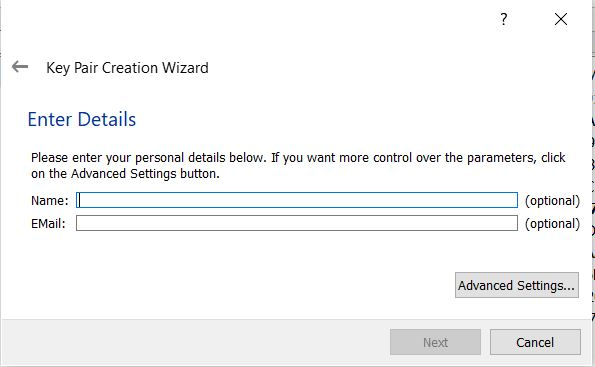 ?
Key Pair Creation Wizard
Enter Details
Please enter your personal details below. If you want more control over the parameters, click
on the Advanced Settings button.
Name: (optional)
EMail: (optional)
Advanced Settings...
Next Cancel